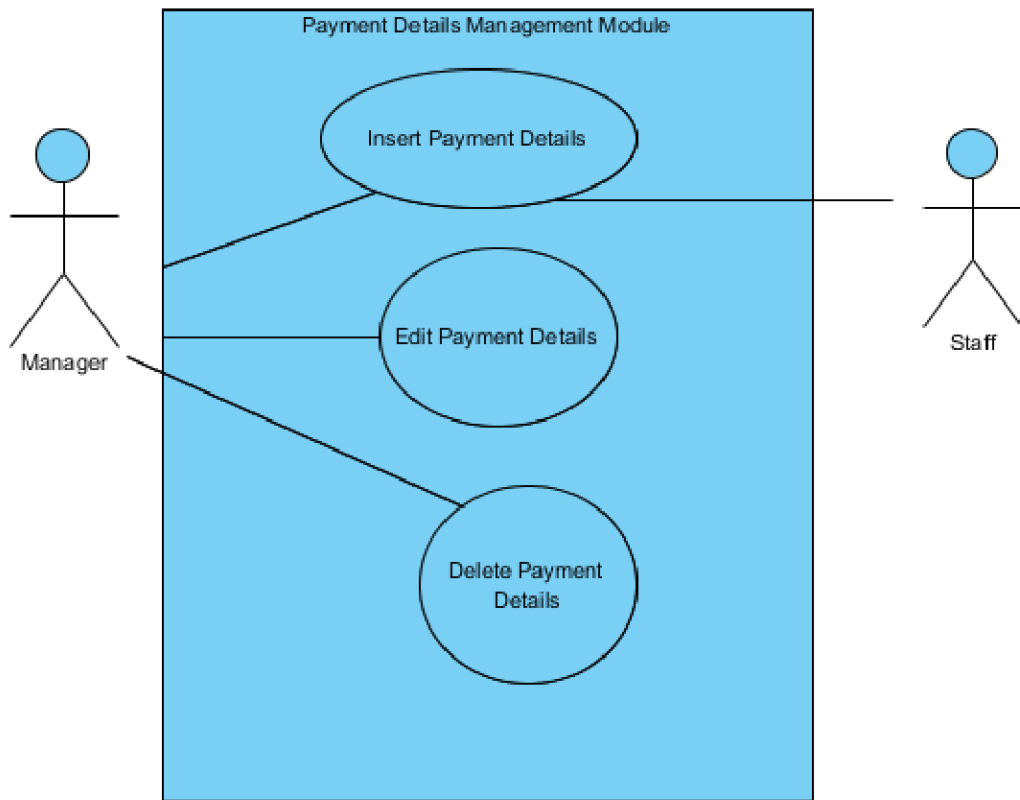 Payment Details Management Module
Insert Payment Details
Edit Payment Details
Manager
Staff
Delete Payment
Details